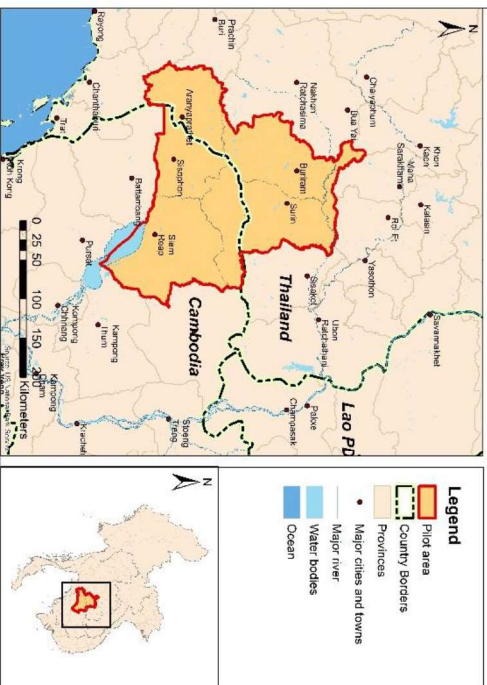 N
Rayong
Prachin
Buri
Chanthaburi
Trat
Krong
Koh Kong
Aranyaprathet
Nakhon
Ratchasima
Chaiyaphum
Bua Yai
Khon
Kaen
Maha
Sarakham
Kalasin
Roi Et
Buriram
Surin
Sisophon
Battambang
Siem
Reap
Pursat
Yasothon
Sisaket
Ubon
Ratchathani
Savannakhet
Thailand
Cambodia
Lao PD
Kampong
Chhnang
Kampong
Thum
Kampong
Cham
Kracheh
Stoeng
Treng
Champasak
Pakxe
0 25 50 100 150 200
Kilometers
Legend
Pilot area
Country Borders
Provinces
Major cities and towns
Major river
Water bodies
Ocean
N